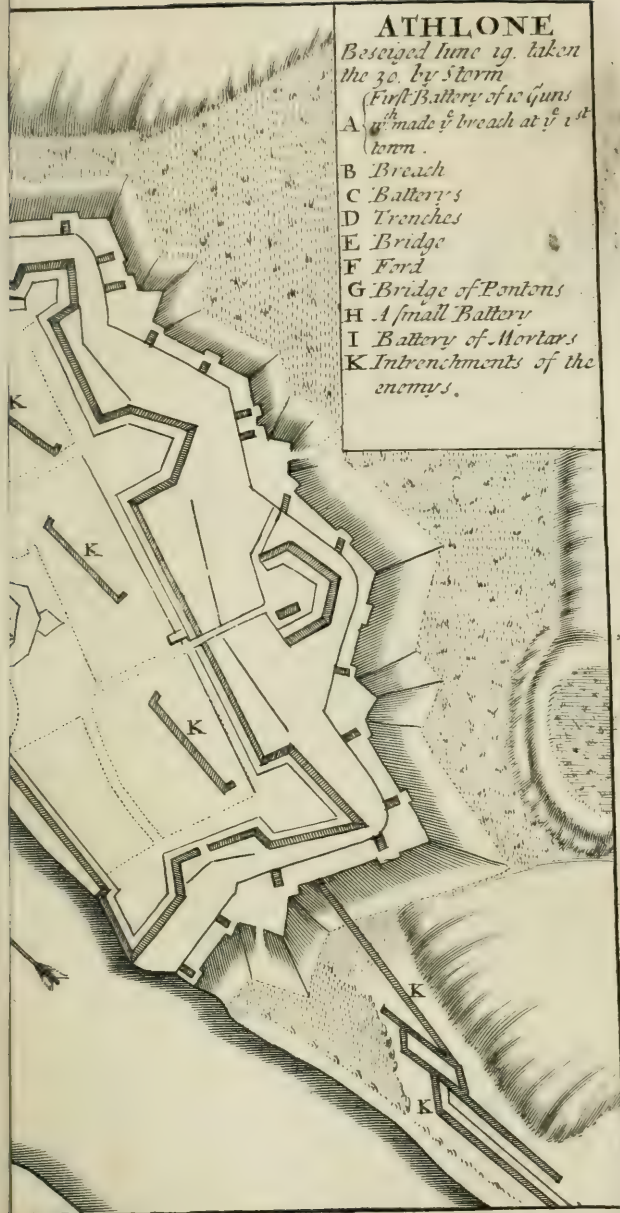 ATHLONE
Beseiged Iune 19. taken
the 30. by Storm
First Battery of 10 Guns
A wch made ye breach at ye 1st
town.
B Breach
C Batterys
D Trenches
E Bridge
F Ford
G Bridge of Pontons
H A small Battery
I Battery of Mortars
K Intrenchments of the
enemys.
K
K
K
K
K